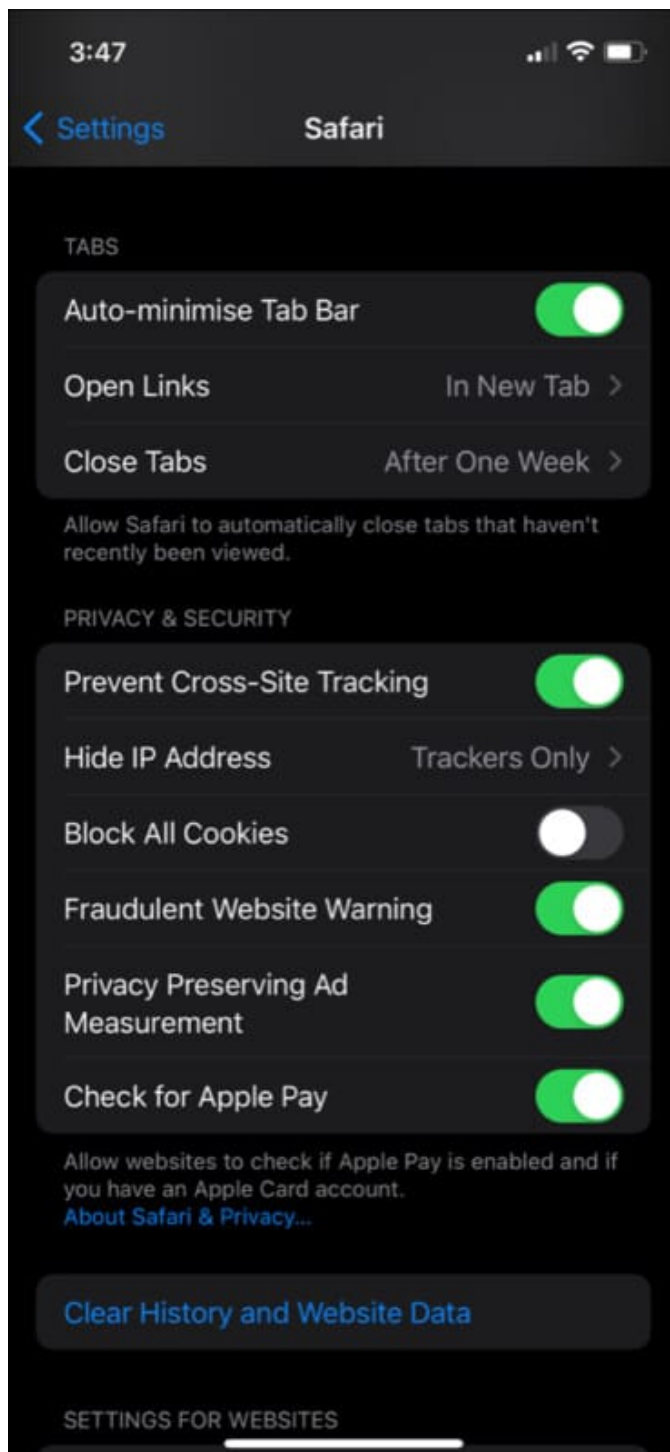 3:47
Settings
Safari
TABS
Auto-minimise Tab Bar
Open Links In New Tab
Close Tabs After One Week
Allow Safari to automatically close tabs that haven't
recently been viewed.
PRIVACY & SECURITY
Prevent Cross-Site Tracking
Hide IP Address Trackers Only
Block All Cookies
Fraudulent Website Warning
Privacy Preserving Ad
Measurement
Check for Apple Pay
Allow websites to check if Apple Pay is enabled and if
you have an Apple Card account.
About Safari & Privacy...
Clear History and Website Data
SETTINGS FOR WEBSITES